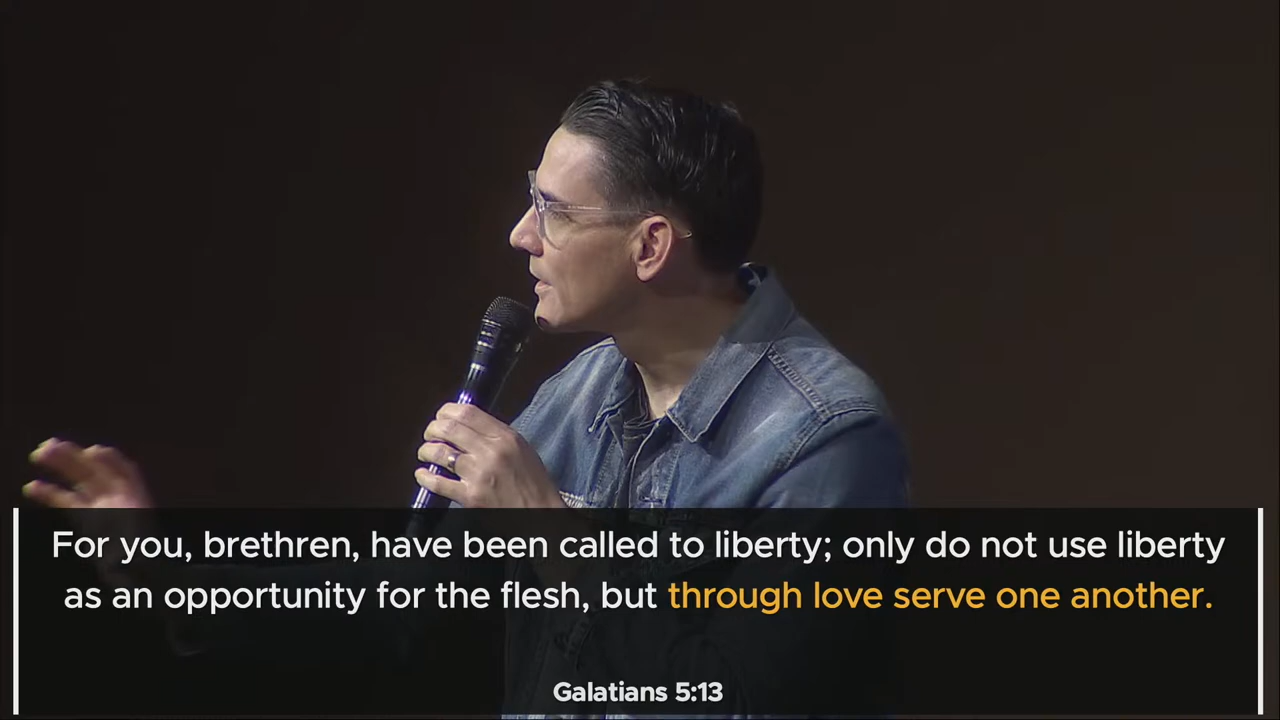 For you, brethren, have been called to liberty; only do not use liberty
as an opportunity for the flesh, but through love serve one another.
Galatians 5:13